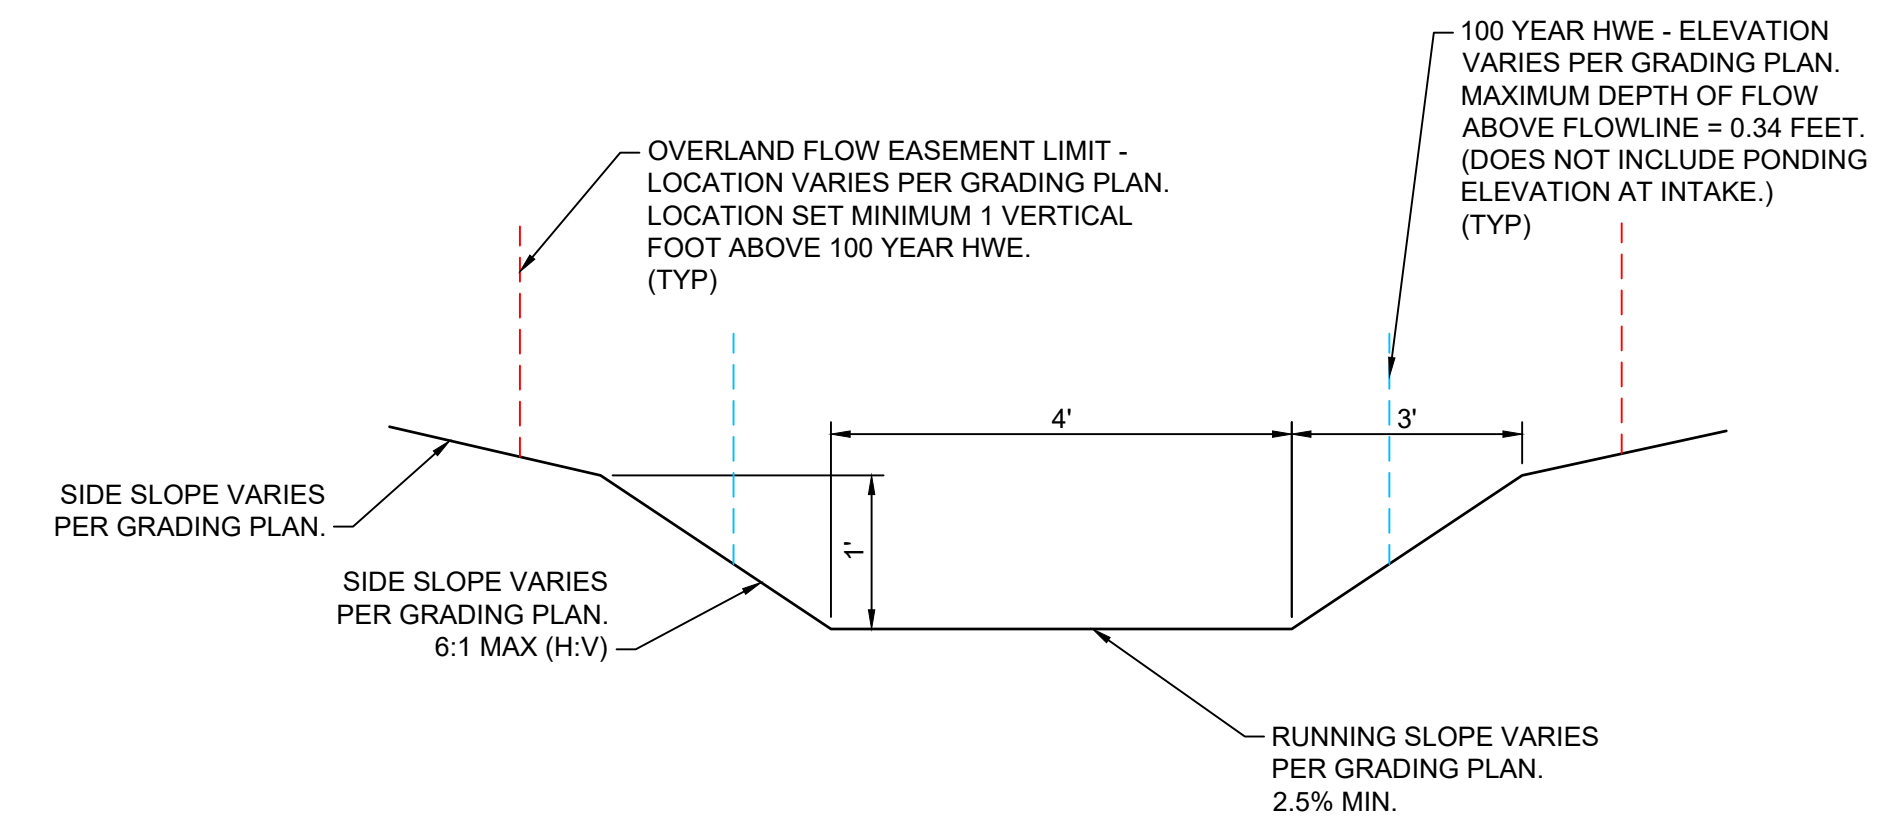 100 YEAR HWE - ELEVATION
VARIES PER GRADING PLAN.
MAXIMUM DEPTH OF FLOW
ABOVE FLOWLINE = 0.34 FEET.
(DOES NOT INCLUDE PONDING
ELEVATION AT INTAKE.)
(TYP)
OVERLAND FLOW EASEMENT LIMIT -
LOCATION VARIES PER GRADING PLAN.
LOCATION SET MINIMUM 1 VERTICAL
FOOT ABOVE 100 YEAR HWE.
(TYP)
4'
3'
1'
SIDE SLOPE VARIES
PER GRADING PLAN.
SIDE SLOPE VARIES
PER GRADING PLAN.
6:1 MAX (H:V)
RUNNING SLOPE VARIES
PER GRADING PLAN.
2.5% MIN.